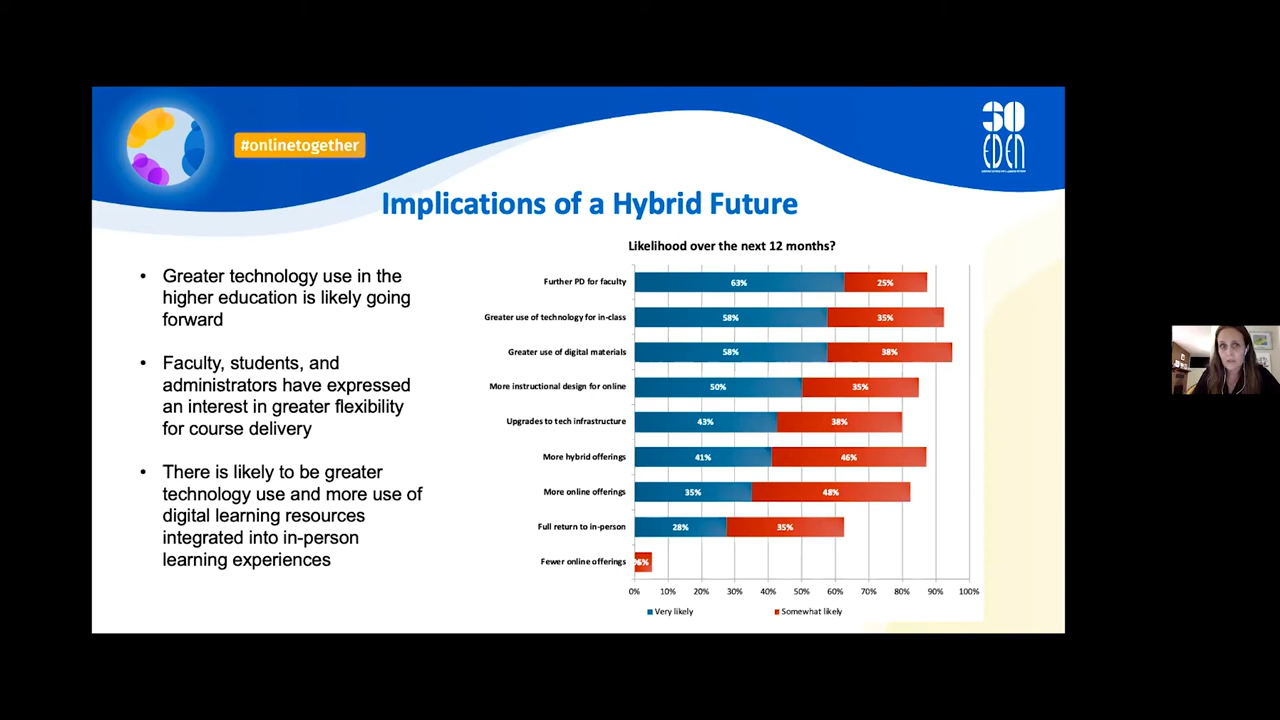 #onlinetogether
30
EDEN
Implications of a Hybrid Future
• Greater technology use in the
higher education is likely going
forward
• Faculty, students, and
administrators have expressed
an interest in greater flexibility
for course delivery
• There is likely to be greater
technology use and more use of
digital learning resources
integrated into in-person
learning experiences
Likelihood over the next 12 months?
Further PD for faculty 63% 25%
Greater use of technology for in-class 58% 35%
Greater use of digital materials 58% 38%
More instructional design for online 50% 35%
Upgrades to tech infrastructure 43% 38%
More hybrid offerings 41% 46%
More online offerings 35% 48%
Full return to in-person 28% 35%
Fewer online offerings
0% 10% 20% 30% 40% 50% 60% 70% 80% 90% 100%
Very likely Somewhat likely